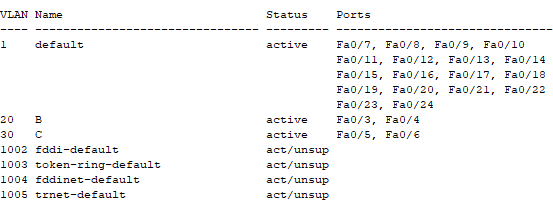 VLAN Name                             Status    Ports
---- -------------------------------- --------- -------------------------------
1    default                          active    Fa0/7, Fa0/8, Fa0/9, Fa0/10
                                                Fa0/11, Fa0/12, Fa0/13, Fa0/14
                                                Fa0/15, Fa0/16, Fa0/17, Fa0/18
                                                Fa0/19, Fa0/20, Fa0/21, Fa0/22
                                                Fa0/23, Fa0/24
20   B                                active    Fa0/3, Fa0/4
30   C                                active    Fa0/5, Fa0/6
1002 fddi-default                     act/unsup
1003 token-ring-default               act/unsup
1004 fddinet-default                  act/unsup
1005 trnet-default                    act/unsup